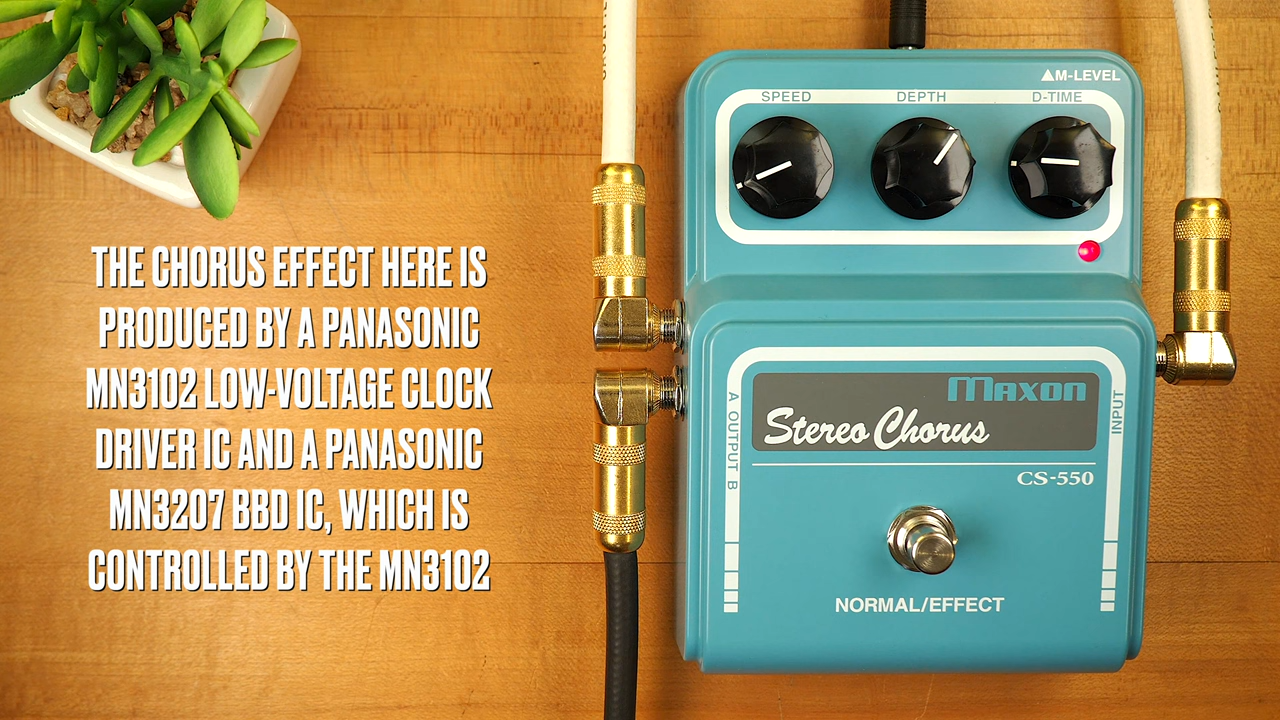 THE CHORUS EFFECT HERE IS
PRODUCED BY A PANASONIC
MN3102 LOW-VOLTAGE CLOCK
DRIVER IC AND A PANASONIC
MN3207 BBD IC, WHICH IS
CONTROLLED BY THE MN3102
▲M-LEVEL
SPEED DEPTH D-TIME
MAXON
Stereo Chorus
CS-550
A OUTPUT B
INPUT
NORMAL/EFFECT